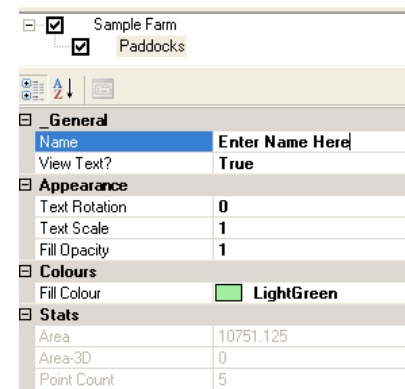 Sample Farm
Paddocks
_General
Name Enter Name Here
View Text? True
Appearance
Text Rotation 0
Text Scale 1
Fill Opacity 1
Colours
Fill Colour LightGreen
Stats
Area 10751.125
Area-3D 0
Point Count 5